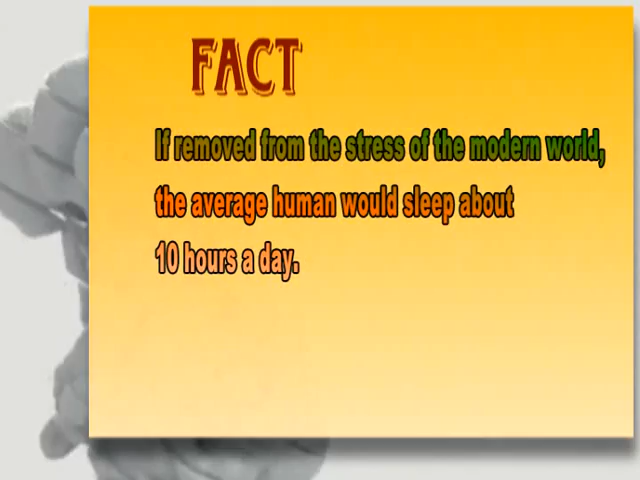 FACT
If removed from the stress of the modern world,
the average human would sleep about
10 hours a day.